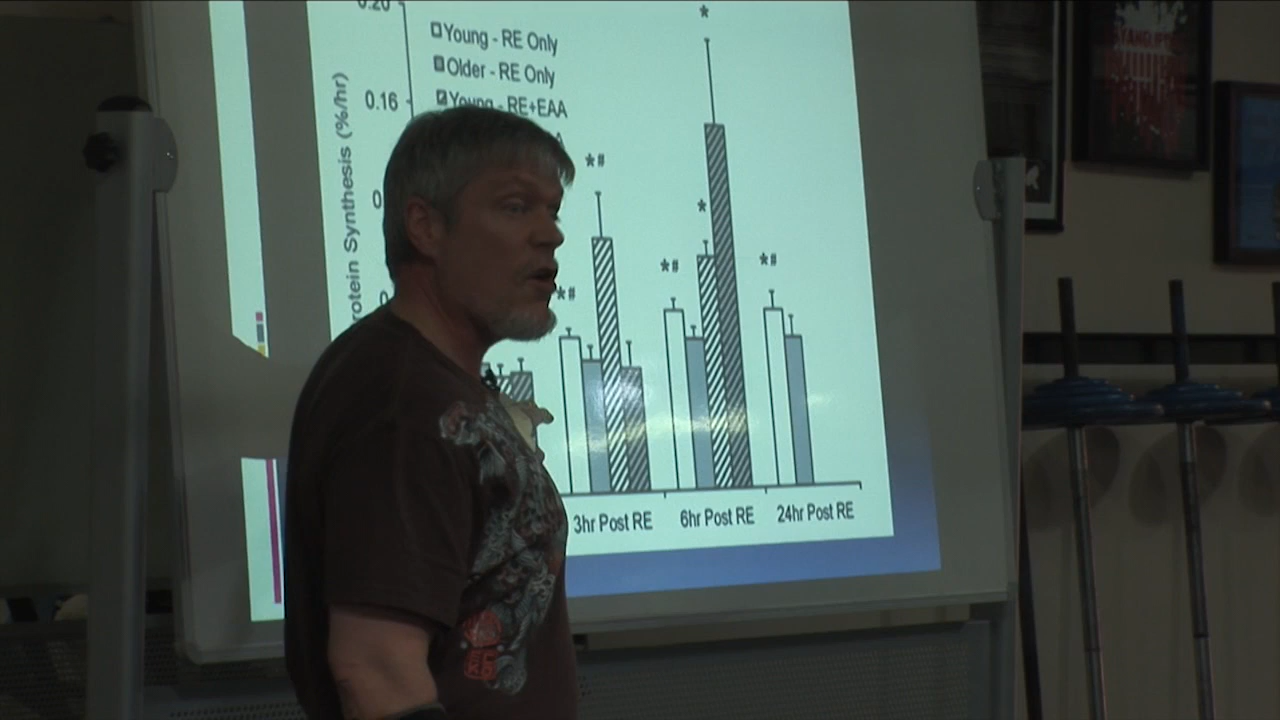 0.20
Young - RE Only
Older - RE Only
0.16
Young - RE+EAA
rotein Synthesis (%/hr)
*
*#
*
*#
*#
*#
3hr Post RE
6hr Post RE
24hr Post RE